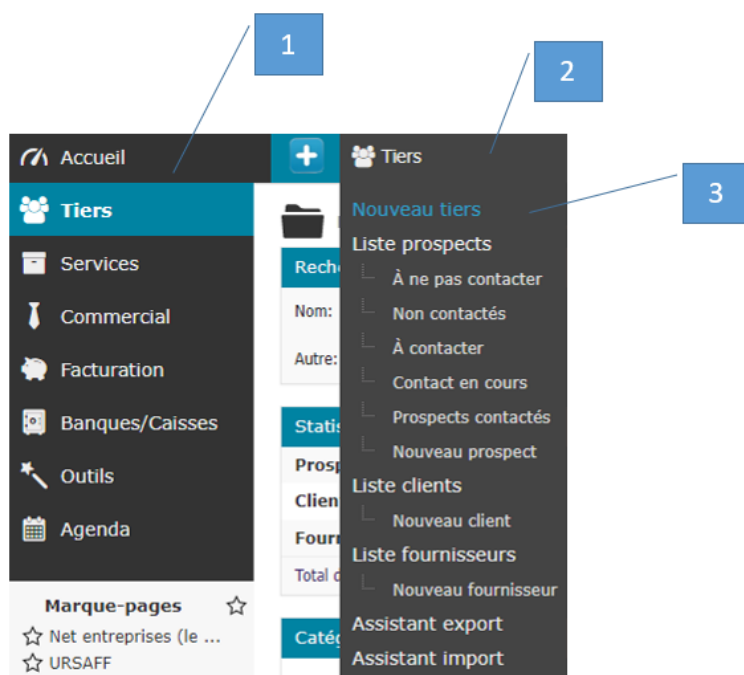 1
2
3
Accueil
Tiers
Services
Commercial
Facturation
Banques/Caisses
Outils
Agenda
Marque-pages
Net entreprises (le ...
URSAFF
Nom:
Autre:
Total
Tiers
Nouveau tiers
Liste prospects
À ne pas contacter
Non contactés
À contacter
Contact en cours
Prospects contactés
Nouveau prospect
Liste clients
Nouveau client
Liste fournisseurs
Nouveau fournisseur
Assistant export
Assistant import